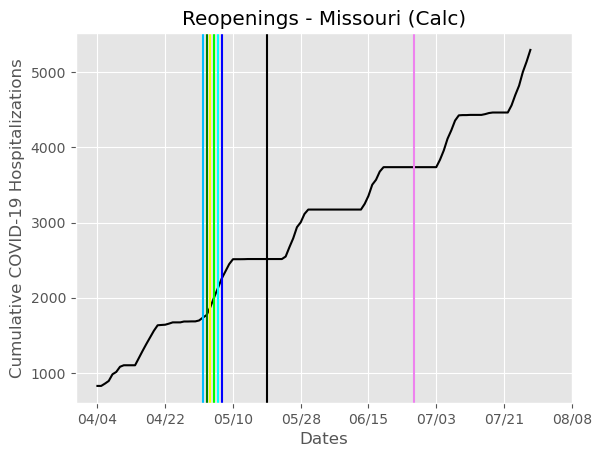 Reopenings - Missouri (Calc)
Cumulative COVID-19 Hospitalizations
5000
4000
3000
2000
1000
04/04 04/22 05/10 05/28 06/15 07/03 07/21 08/08
Dates